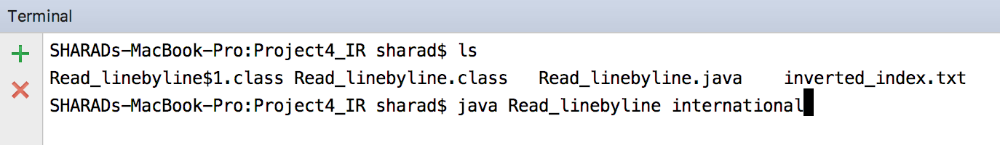 Terminal
SHARADs-MacBook-Pro:Project4_IR sharad$ ls
Read_linebyline$1.class Read_linebyline.class   Read_linebyline.java    inverted_index.txt
SHARADs-MacBook-Pro:Project4_IR sharad$ java Read_linebyline international